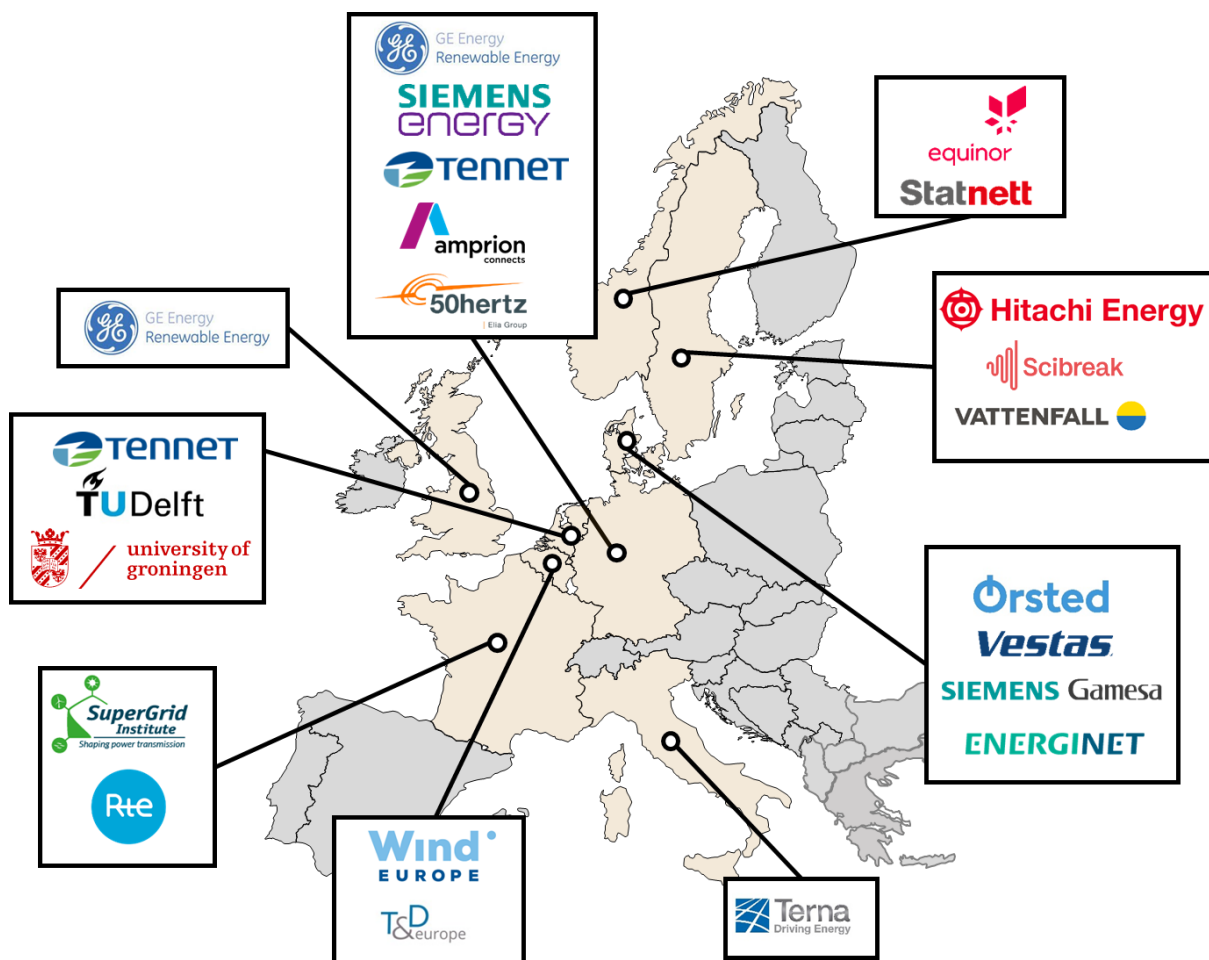 GE Energy
Renewable Energy
SIEMENS
energy
TenneT
amprion
connects
50hertz
| Elia Group
equinor
Statnett
GE Energy
Renewable Energy
Hitachi Energy
Scibreak
VATTENFALL
TenneT
TUDelft
university of
groningen
Ørsted
Vestas
SIEMENS Gamesa
ENERGINET
SuperGrid
Institute
Shaping power transmission
Rte
Wind
EUROPE
T&D
europe
Terna
Driving Energy